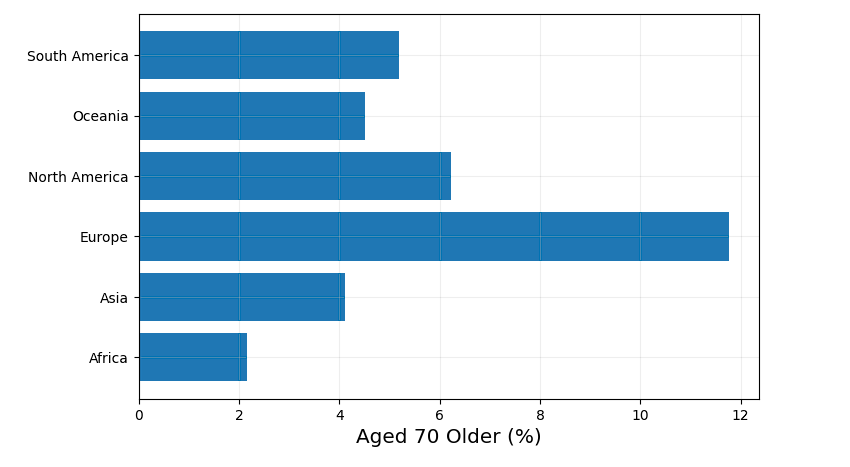 South America
Oceania
North America
Europe
Asia
Africa
0 2 4 6 8 10 12
Aged 70 Older (%)